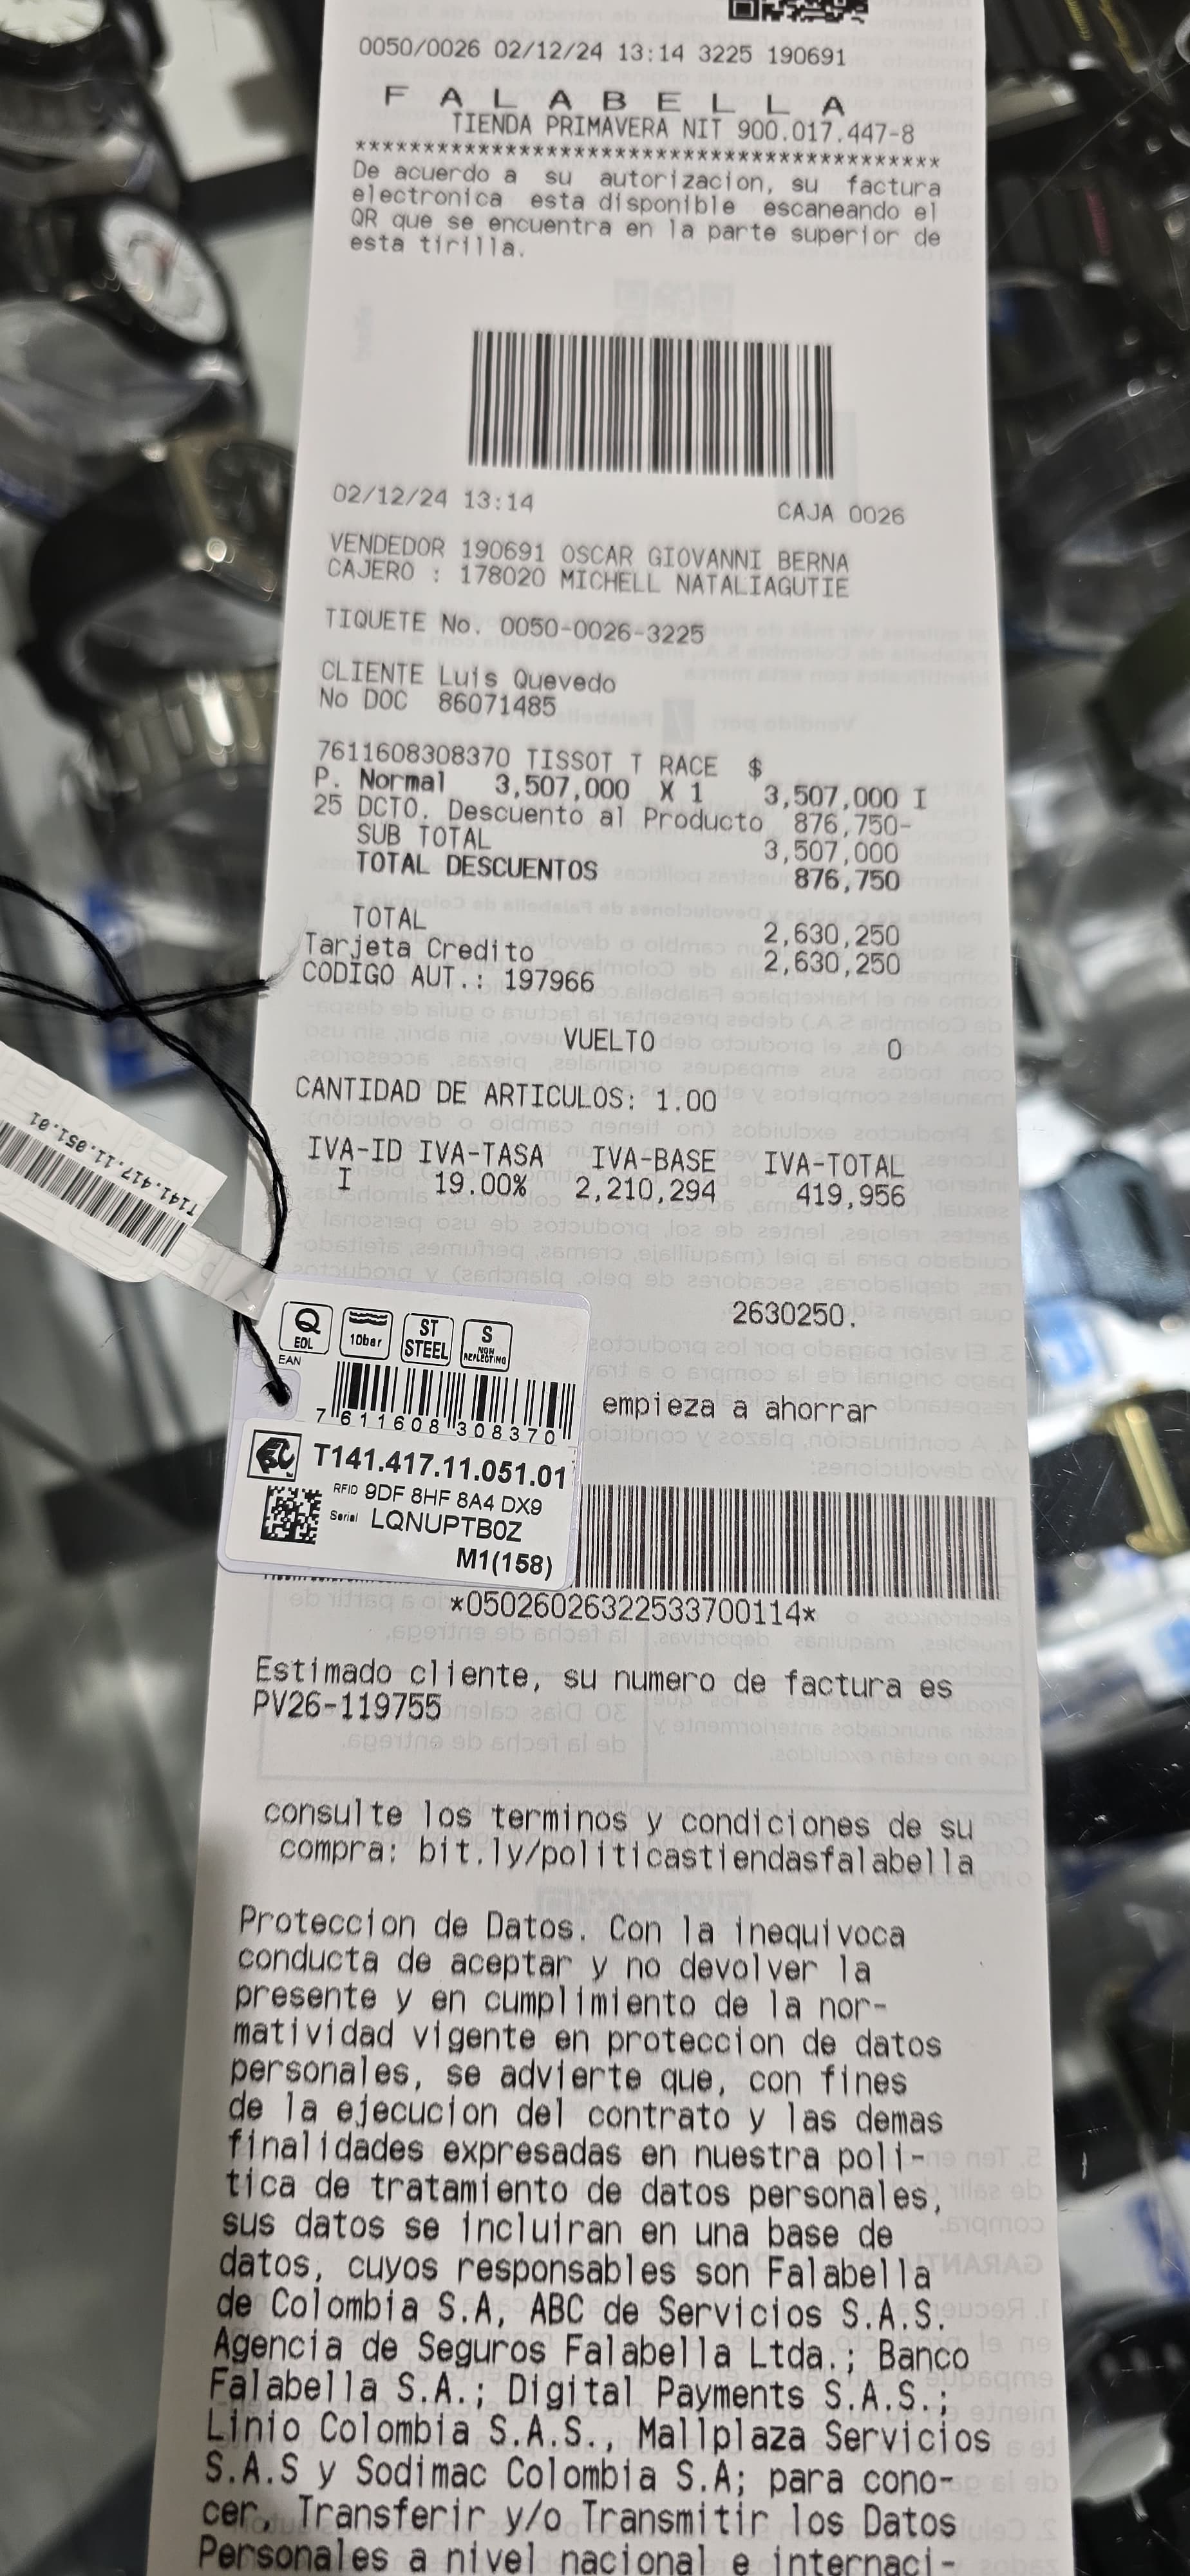 0050/0026 02/12/24 13:14 3225 190691
F A L A B E L L A
TIENDA PRIMAVERA NIT 900.017.447-8
****************************************
De acuerdo a su autorizacion, su factura
electronica esta disponible escaneando el
QR que se encuentra en la parte superior de
esta tirilla.
02/12/24 13:14 CAJA 0026
VENDEDOR 190691 OSCAR GIOVANNI BERNA
CAJERO : 178020 MICHELL NATALIAGUTIE
TIQUETE No. 0050-0026-3225
CLIENTE Luis Quevedo
No DOC 86071485
7611608308370 TISSOT T RACE $
P. Normal 3,507,000 X 1 3,507,000 I
25 DCTO. Descuento al Producto 876,750-
SUB TOTAL 3,507,000
TOTAL DESCUENTOS 876,750
TOTAL 2,630,250
Tarjeta Credito 2,630,250
CODIGO AUT.: 197966
VUELTO 0
CANTIDAD DE ARTICULOS: 1.00
IVA-ID IVA-TASA IVA-BASE IVA-TOTAL
I 19.00% 2,210,294 419,956
T141.417.11.051.01
2630250.
empieza a ahorrar
Q EOL
10bar
ST STEEL
S NON REFLECTING
EAN
7 611608 308370
T141.417.11.051.01
RFID 9DF 8HF 8A4 DX9
Serial LQNUPTB0Z
M1(158)
*05026026322533700114*
Estimado cliente, su numero de factura es
PV26-119755
consulte los terminos y condiciones de su
compra: bit.ly/politicastiendasfalabella
Proteccion de Datos. Con la inequivoca
conducta de aceptar y no devolver la
presente y en cumplimiento de la nor-
matividad vigente en proteccion de datos
personales, se advierte que, con fines
de la ejecucion del contrato y las demas
finalidades expresadas en nuestra poli-
tica de tratamiento de datos personales,
sus datos se incluiran en una base de
datos, cuyos responsables son Falabella
de Colombia S.A, ABC de Servicios S.A.S.
Agencia de Seguros Falabella Ltda.; Banco
Falabella S.A.; Digital Payments S.A.S.;
Linio Colombia S.A.S., Mallplaza Servicios
S.A.S y Sodimac Colombia S.A; para cono-
cer, Transferir y/o Transmitir los Datos
Personales a nivel nacional e internaci-